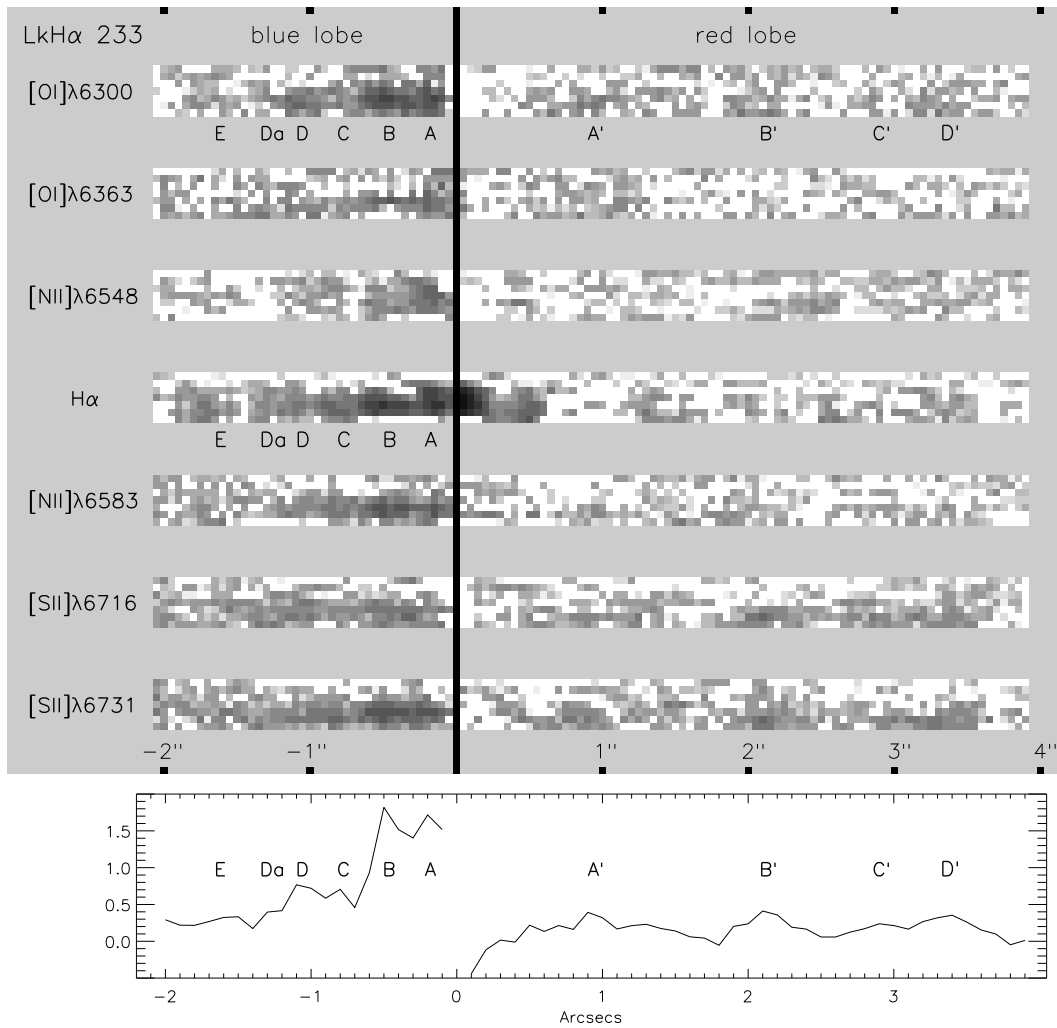 LkHα 233 blue lobe red lobe
[OI]λ6300
E Da D C B A A' B' C' D'
[OI]λ6363
[NII]λ6548
Hα
E Da D C B A
[NII]λ6583
[SII]λ6716
[SII]λ6731
−2'' −1'' 1'' 2'' 3'' 4''
1.5
1.0
E Da D C B A A' B' C' D'
0.5
0.0
−2 −1 0 1 2 3
Arcsecs